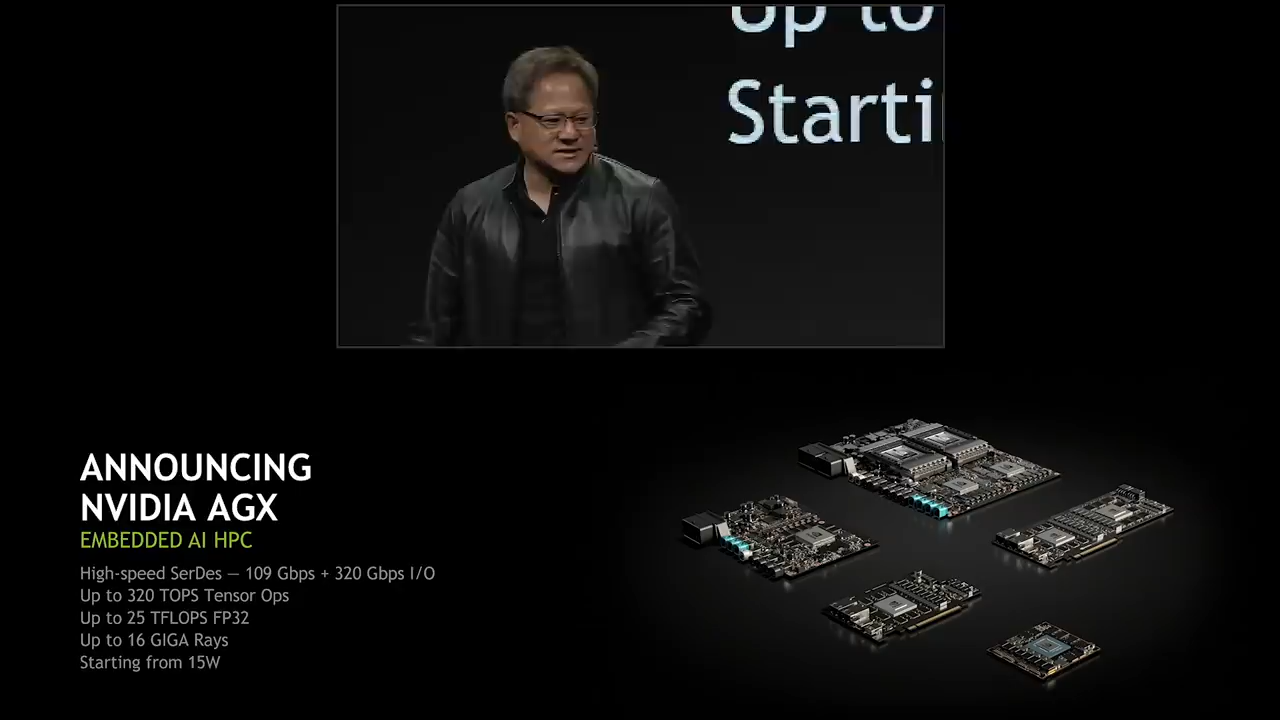 Up to
Starti
ANNOUNCING
NVIDIA AGX
EMBEDDED AI HPC
High-speed SerDes – 109 Gbps + 320 Gbps I/O
Up to 320 TOPS Tensor Ops
Up to 25 TFLOPS FP32
Up to 16 GIGA Rays
Starting from 15W